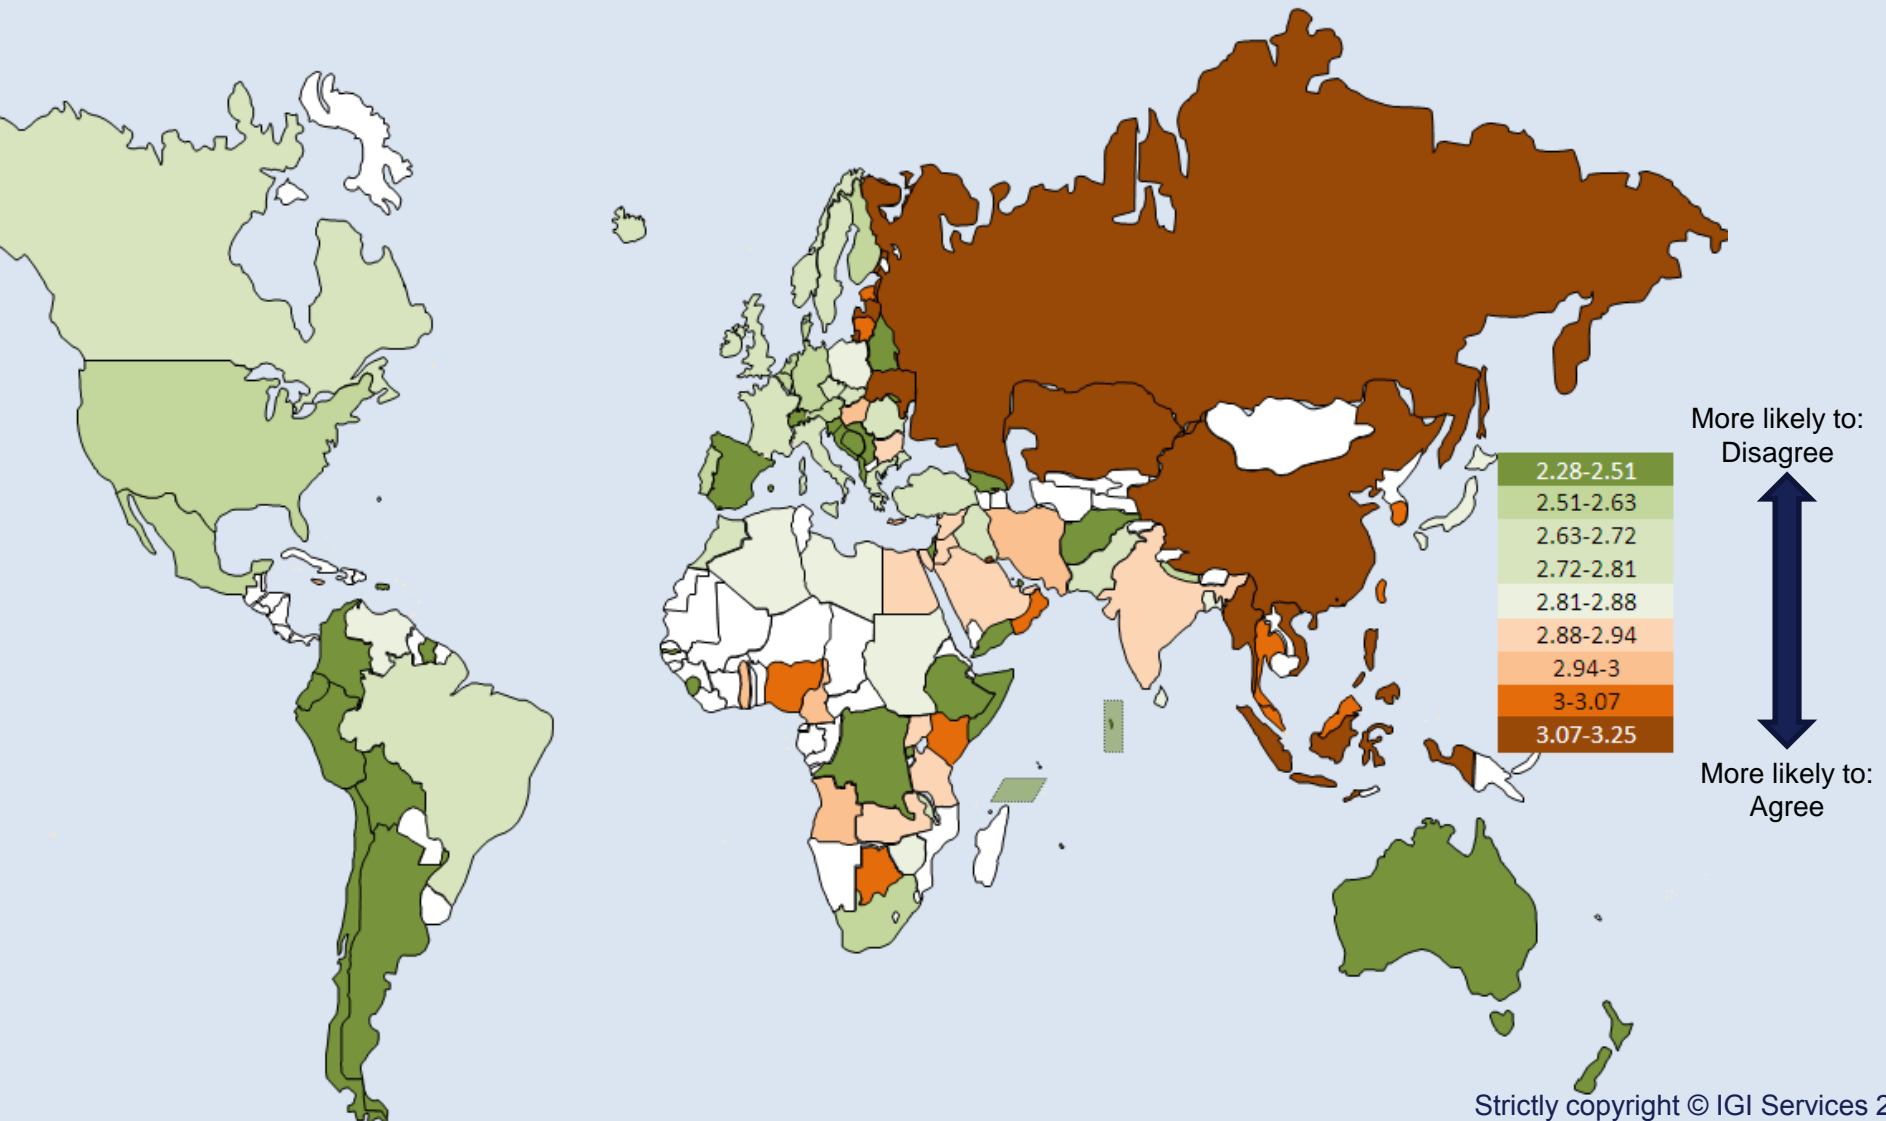 More likely to:
Disagree
2.28-2.51
2.51-2.63
2.63-2.72
2.72-2.81
2.81-2.88
2.88-2.94
2.94-3
3-3.07
3.07-3.25
More likely to:
Agree
Strictly copyright © IGI Services